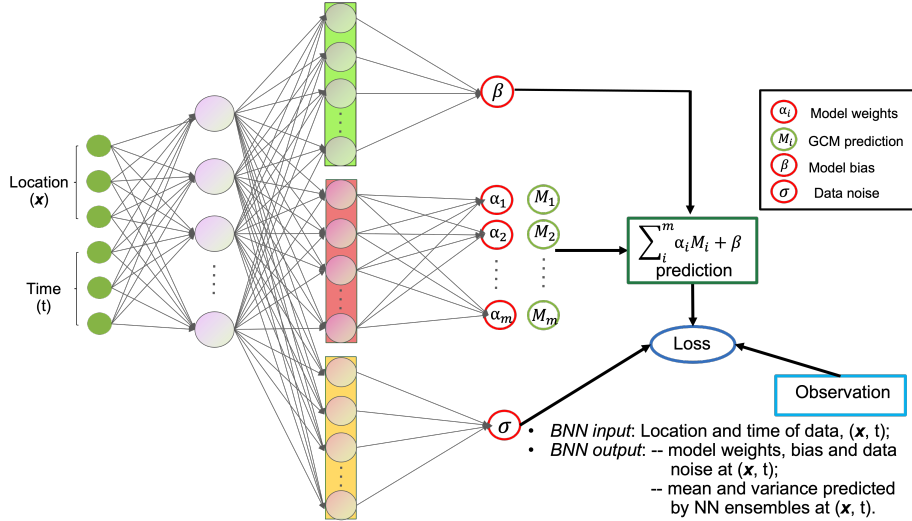 Location
(x)
Time
(t)
β
α1
α2
αm
M1
M2
Mm
σ
∑ᵢᵐ αᵢMᵢ + β
prediction
Loss
Observation
αi Model weights
Mi GCM prediction
β Model bias
σ Data noise
• BNN input: Location and time of data, (x, t);
• BNN output: -- model weights, bias and data
noise at (x, t);
-- mean and variance predicted
by NN ensembles at (x, t).